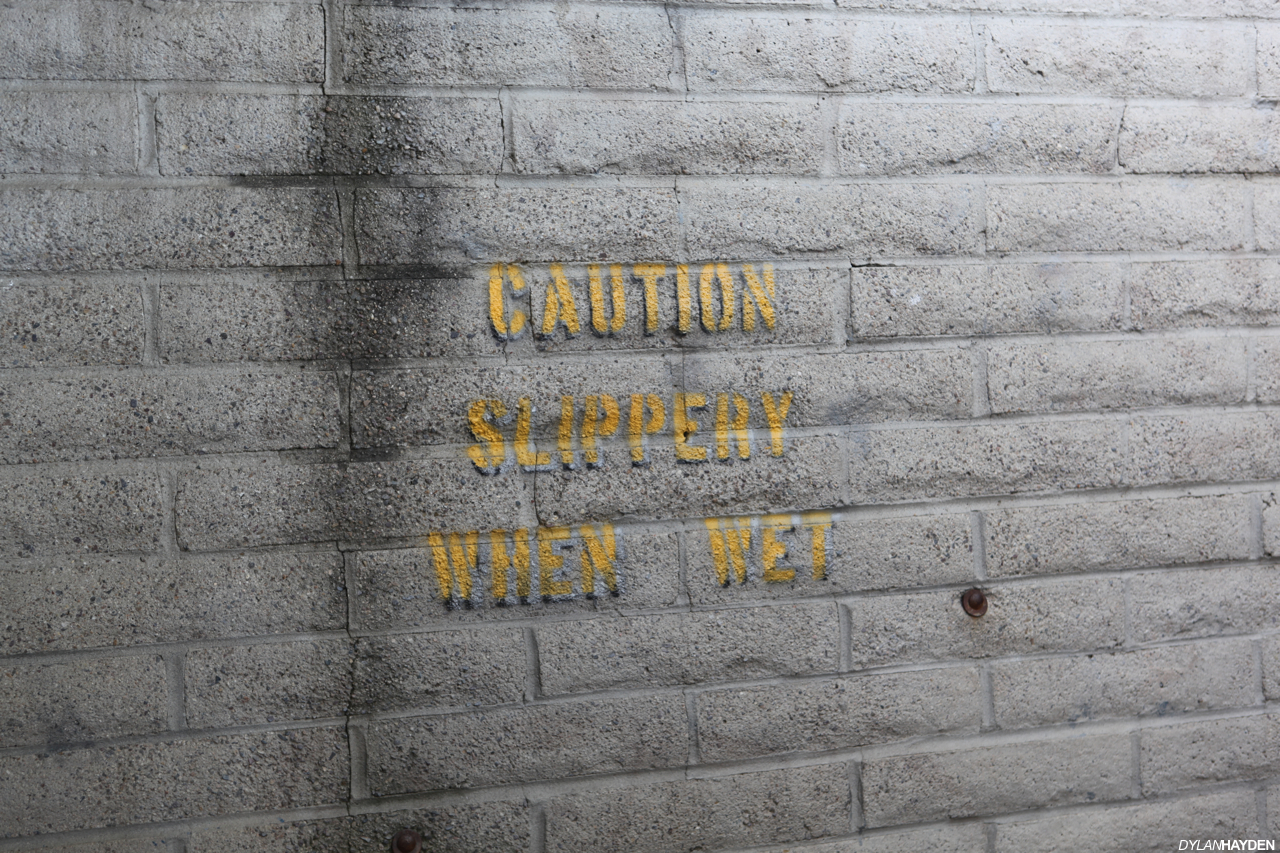 CAUTION
SLIPPERY
WHEN WET
DYLANHAYDEN